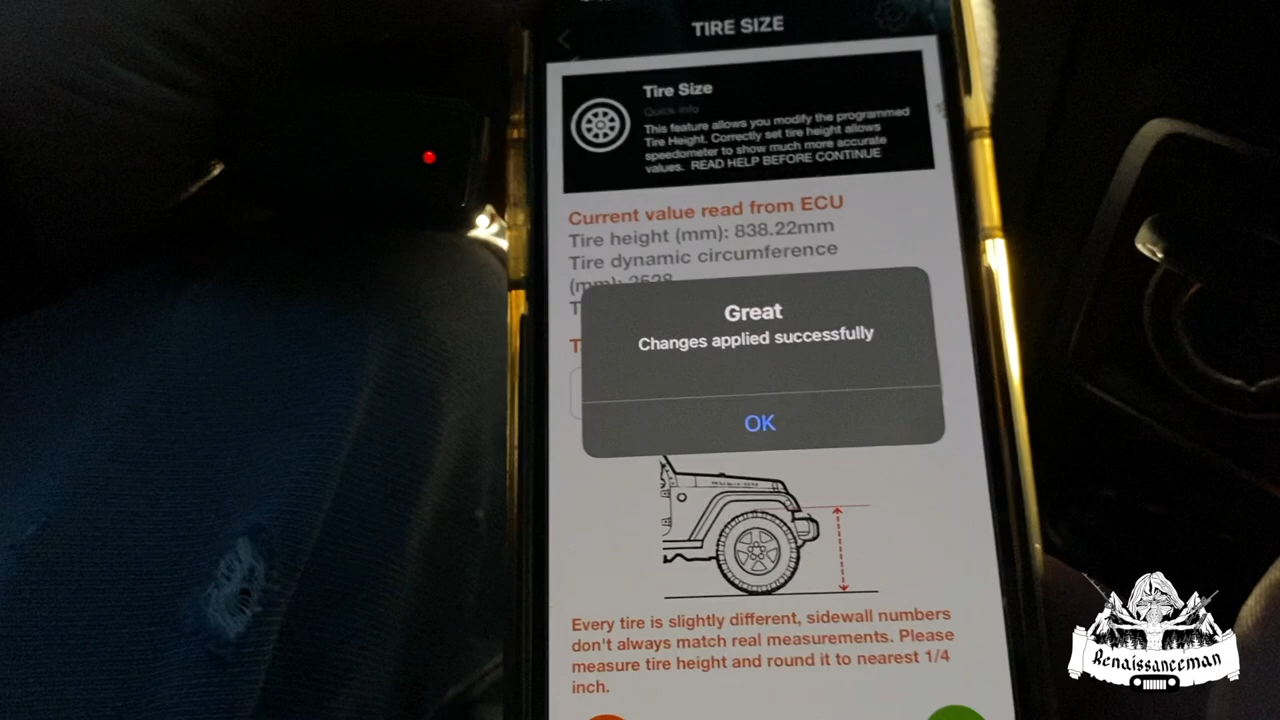 TIRE SIZE
Tire Size
Quick info
This feature allows you modify the programmed
Tire Height. Correctly set tire height allows
speedometer to show much more accurate
values. READ HELP BEFORE CONTINUE
Current value read from ECU
Tire height (mm): 838.22mm
Tire dynamic circumference
(mm): 2528
T
T
Great
Changes applied successfully
OK
Every tire is slightly different, sidewall numbers
don't always match real measurements. Please
measure tire height and round it to nearest 1/4
inch.
Renaissanceman